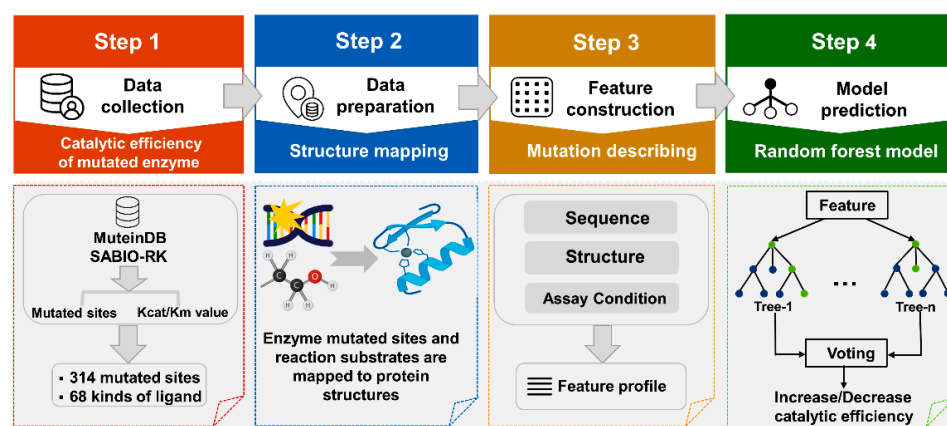 Step 1
Data
collection
Catalytic efficiency
of mutated enzyme
MuteinDB
SABIO-RK
Mutated sites
Kcat/Km value
▪ 314 mutated sites
▪ 68 kinds of ligand
Step 2
Data
preparation
Structure mapping
H
H
C
C
O
H
H
H
Enzyme mutated sites and
reaction substrates are
mapped to protein
structures
Step 3
Feature
construction
Mutation describing
Sequence
Structure
Assay Condition
Feature profile
Step 4
Model
prediction
Random forest model
Feature
...
Tree-1
Tree-n
Voting
Increase/Decrease
catalytic efficiency